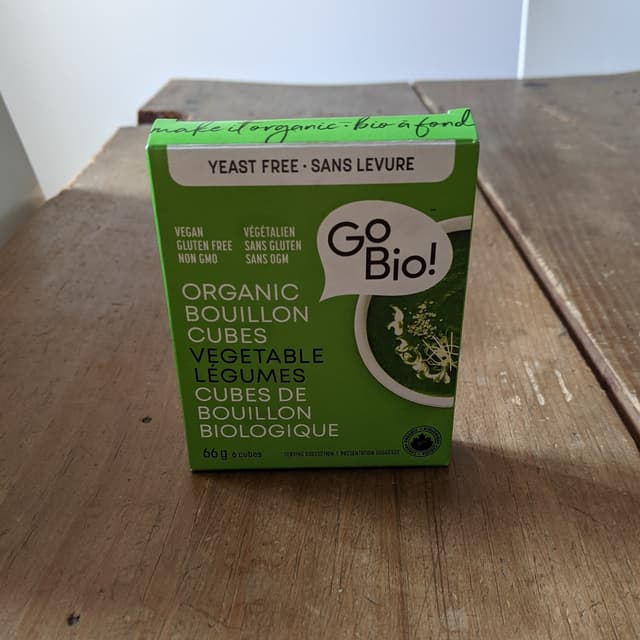 make it organic • bio à fond
YEAST FREE • SANS LEVURE
VEGAN
GLUTEN FREE
NON GMO
VÉGÉTALIEN
SANS GLUTEN
SANS OGM
GO
BIO!
ORGANIC
BOUILLON
CUBES
VEGETABLE
LÉGUMES
CUBES DE
BOUILLON
BIOLOGIQUE
66 g 6 cubes
SERVING SUGGESTION / PRÉSENTATION SUGGÉRÉE